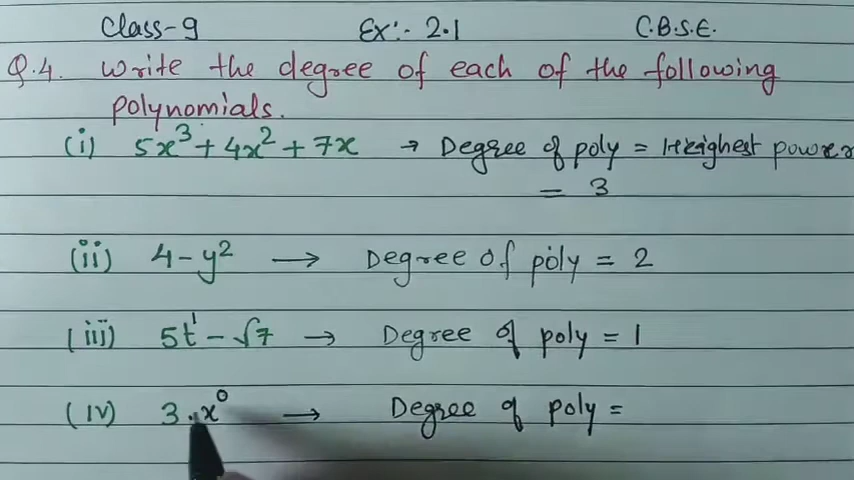 Class-9 Ex:- 2.1 C.B.S.E.
Q.4. Write the degree of each of the following
polynomials.
(i) 5x³ + 4x² + 7x → Degree of poly = Heighest power
= 3
(ii) 4 - y² → Degree of poly = 2
(iii) 5t¹ - √7 → Degree of poly = 1
(iv) 3.x⁰ → Degree of poly =